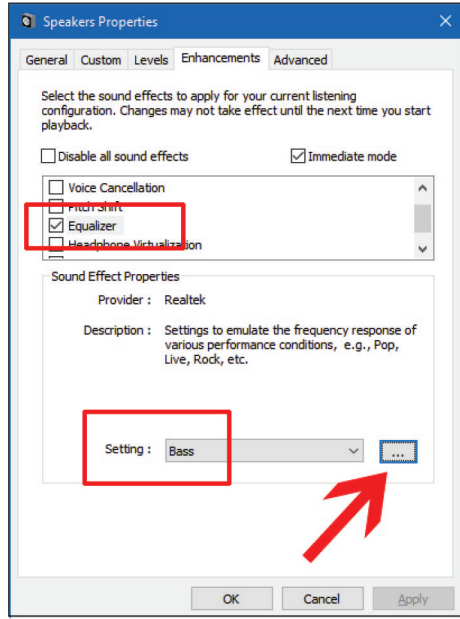 Speakers Properties
General Custom Levels Enhancements Advanced
Select the sound effects to apply for your current listening
configuration. Changes may not take effect until the next time you start
playback.
Disable all sound effects Immediate mode
Voice Cancellation
Pitch Shift
Equalizer
Headphone Virtualization
Sound Effect Properties
Provider : Realtek
Description : Settings to emulate the frequency response of
various performance conditions, e.g., Pop,
Live, Rock, etc.
Setting : Bass ...
OK Cancel Apply